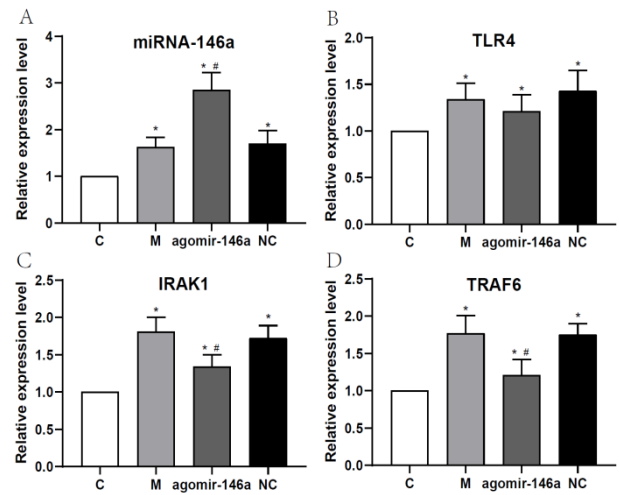 A
miRNA-146a
Relative expression level
4
3
2
1
0
*
* #
*
C M agomir-146a NC
B
TLR4
Relative expression level
2.0
1.5
1.0
0.5
0.0
*
*
*
C M agomir-146a NC
C
IRAK1
Relative expression level
2.5
2.0
1.5
1.0
0.5
0.0
*
* #
*
C M agomir-146a NC
D
TRAF6
Relative expression level
2.5
2.0
1.5
1.0
0.5
0.0
*
* #
*
C M agomir-146a NC